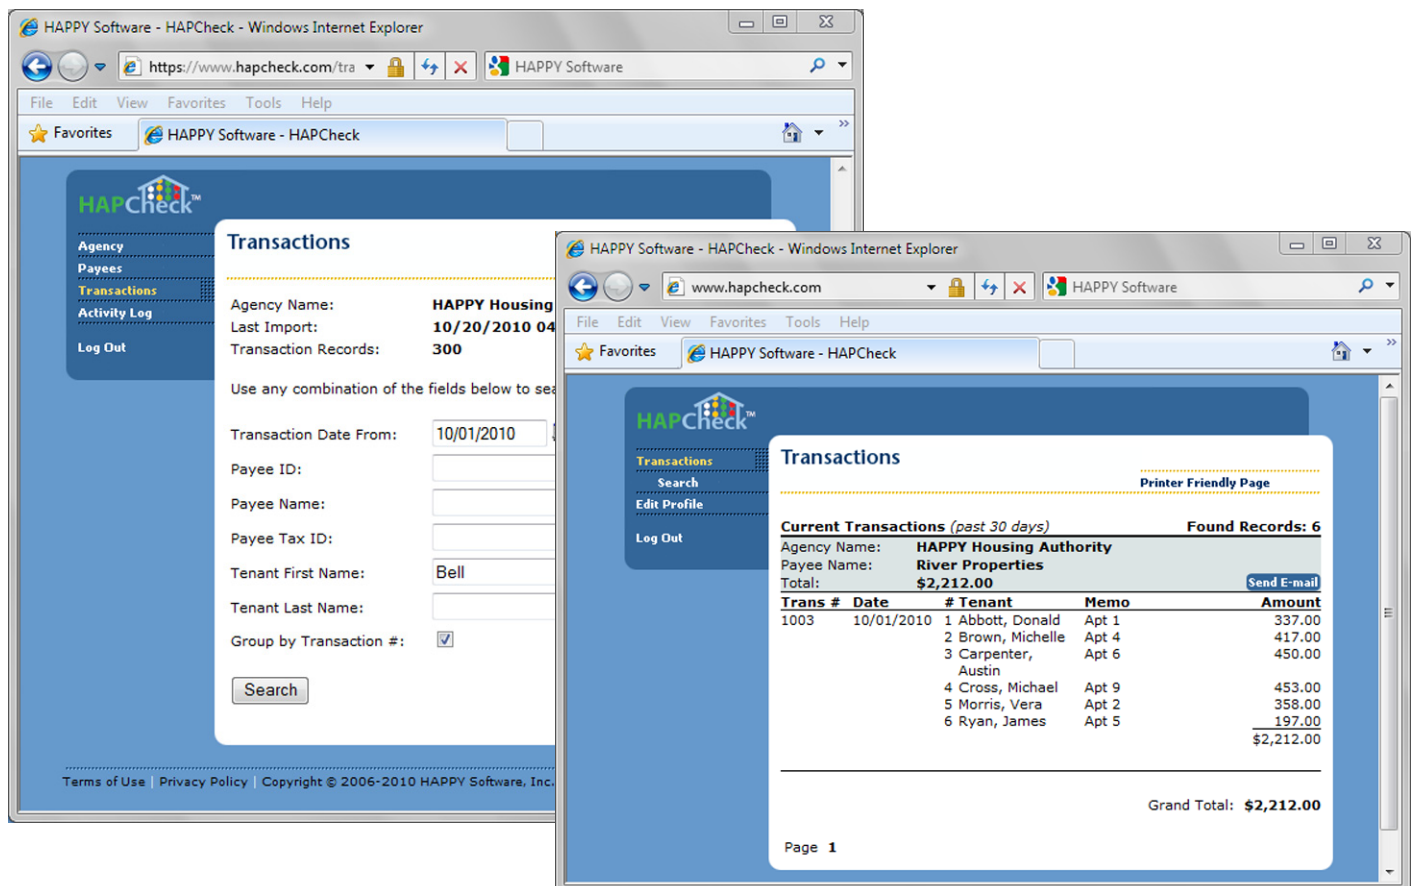 HAPPY Software - HAPCheck - Windows Internet Explorer
https://www.hapcheck.com/tra
HAPPY Software
File Edit View Favorites Tools Help
Favorites
HAPPY Software - HAPCheck
HAPCheck™
Agency
Payees
Transactions
Activity Log
Log Out
Transactions
Agency Name: HAPPY Housing
Last Import: 10/20/2010 04
Transaction Records: 300
Use any combination of the fields below to sea
Transaction Date From: 10/01/2010
Payee ID:
Payee Name:
Payee Tax ID:
Tenant First Name: Bell
Tenant Last Name:
Group by Transaction #:
Search
Terms of Use | Privacy Policy | Copyright © 2006-2010 HAPPY Software, Inc.
HAPPY Software - HAPCheck - Windows Internet Explorer
www.hapcheck.com
HAPPY Software
File Edit View Favorites Tools Help
Favorites
HAPPY Software - HAPCheck
HAPCheck™
Transactions
Search
Edit Profile
Log Out
Transactions
Printer Friendly Page
Current Transactions (past 30 days) Found Records: 6
Agency Name: HAPPY Housing Authority
Payee Name: River Properties
Total: $2,212.00 Send E-mail
Trans # Date # Tenant Memo Amount
1003 10/01/2010 1 Abbott, Donald Apt 1 337.00
2 Brown, Michelle Apt 4 417.00
3 Carpenter, Apt 6 450.00
Austin
4 Cross, Michael Apt 9 453.00
5 Morris, Vera Apt 2 358.00
6 Ryan, James Apt 5 197.00
$2,212.00
Grand Total: $2,212.00
Page 1